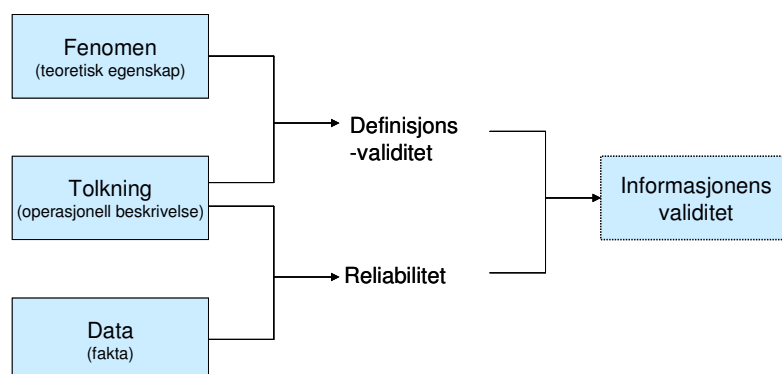 Fenomen
(teoretisk egenskap)
Definisjons
-validitet
Tolkning
(operasjonell beskrivelse)
Informasjonens
validitet
Reliabilitet
Data
(fakta)